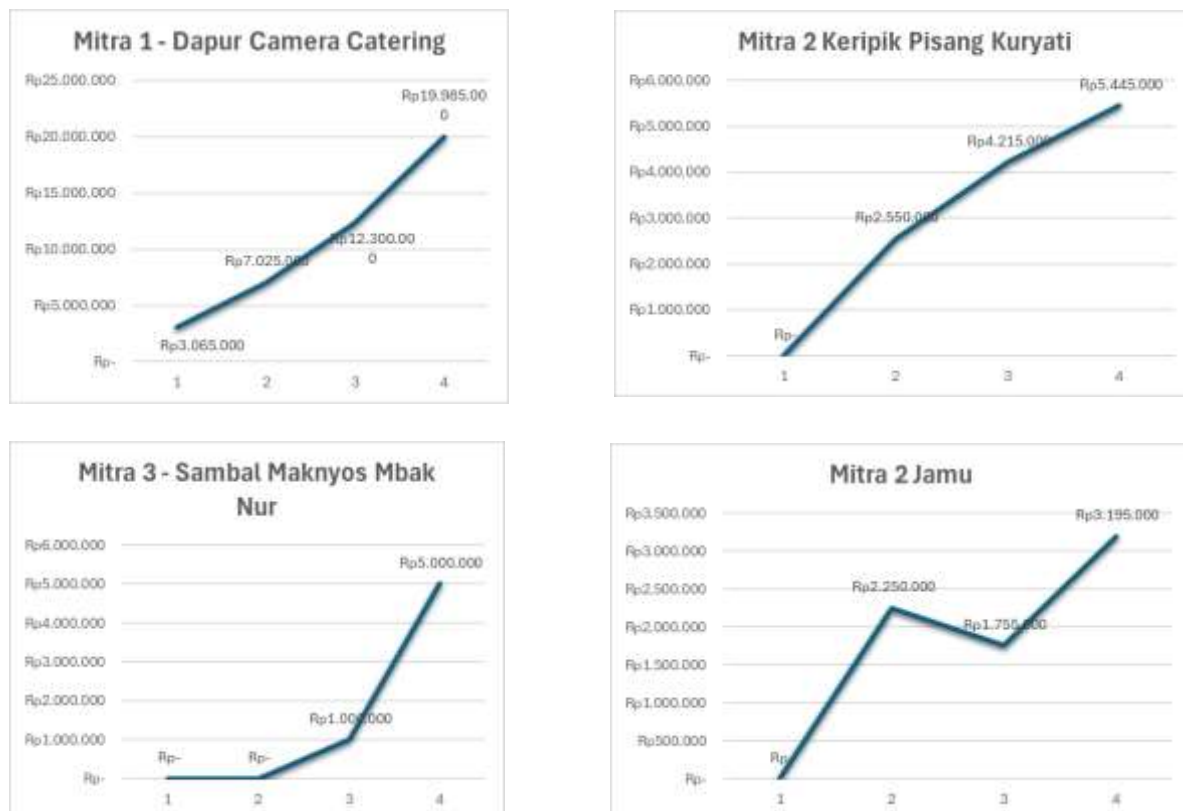 Mitra 1 - Dapur Camera Catering
Rp25.000.000
Rp20.000.000
Rp15.000.000
Rp10.000.000
Rp5.000.000
Rp-
Rp3.065.000
Rp7.025.000
Rp12.300.00
0
Rp19.985.00
0
1 2 3 4
Mitra 2 Keripik Pisang Kuryati
Rp6.000.000
Rp5.000.000
Rp4.000.000
Rp3.000.000
Rp2.000.000
Rp1.000.000
Rp-
Rp-
Rp2.550.000
Rp4.215.000
Rp5.445.000
1 2 3 4
Mitra 3 - Sambal Maknyos Mbak
Nur
Rp6.000.000
Rp5.000.000
Rp4.000.000
Rp3.000.000
Rp2.000.000
Rp1.000.000
Rp-
Rp-
Rp-
Rp1.000.000
Rp5.000.000
1 2 3 4
Mitra 2 Jamu
Rp3.500.000
Rp3.000.000
Rp2.500.000
Rp2.000.000
Rp1.500.000
Rp1.000.000
Rp500.000
Rp-
Rp-
Rp2.250.000
Rp1.755.000
Rp3.195.000
1 2 3 4